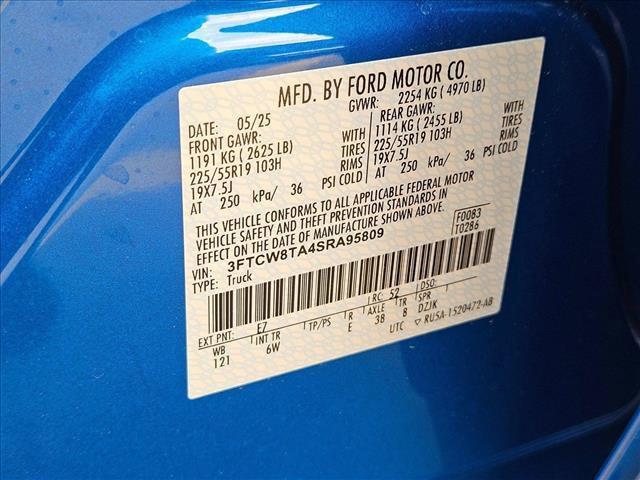 MFD. BY FORD MOTOR CO.
DATE: 05/25 GVWR: 2254 KG ( 4970 LB)
FRONT GAWR: REAR GAWR:
1191 KG ( 2625 LB) WITH 1114 KG ( 2455 LB) WITH
225/55R19 103H TIRES 225/55R19 103H TIRES
19X7.5J RIMS 19X7.5J RIMS
AT 250 kPa/ 36 PSI COLD AT 250 kPa/ 36 PSI COLD
THIS VEHICLE CONFORMS TO ALL APPLICABLE FEDERAL MOTOR
VEHICLE SAFETY AND THEFT PREVENTION STANDARDS IN
EFFECT ON THE DATE OF MANUFACTURE SHOWN ABOVE.
F0083
T0286
VIN: 3FTCW8TA4SRA95809
TYPE: Truck
RC: 52 DSO:
EXT PNT: E7 TP/PS R AXLE TR SPR
WB INT TR E 3B 8 DZJK
121 6W UTC ▽ RU5A-1520472-AB